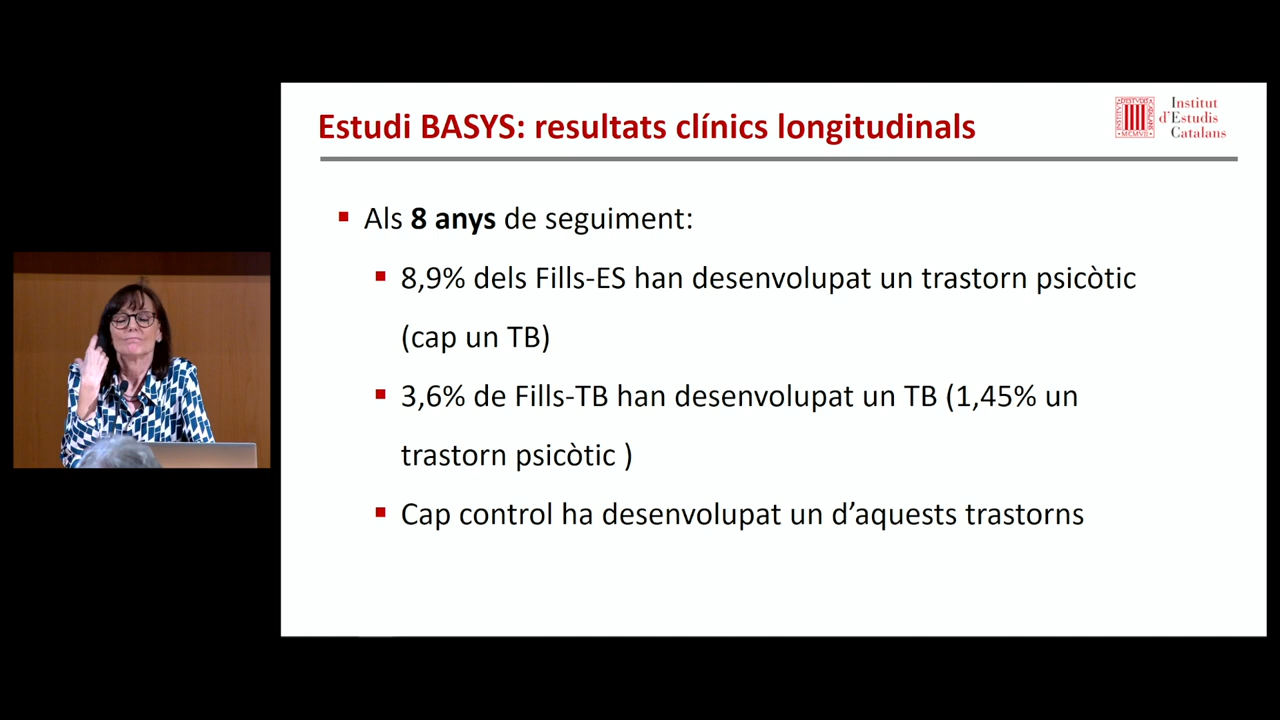 Estudi BASYS: resultats clínics longitudinals
Institut
d'Estudis
Catalans
Als 8 anys de seguiment:
8,9% dels Fills-ES han desenvolupat un trastorn psicòtic
(cap un TB)
3,6% de Fills-TB han desenvolupat un TB (1,45% un
trastorn psicòtic )
Cap control ha desenvolupat un d’aquests trastorns